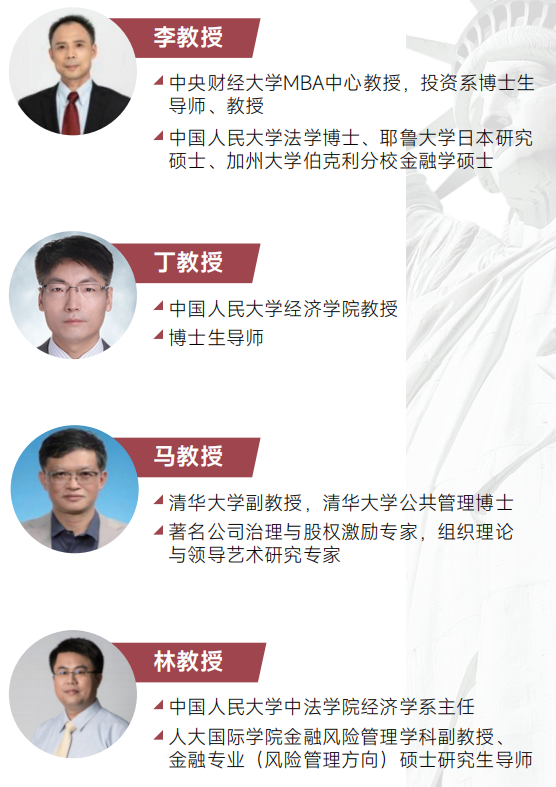 李教授
中央财经大学MBA中心教授，投资系博士生
导师、教授
中国人民大学法学博士、耶鲁大学日本研究
硕士、加州大学伯克利分校金融学硕士
丁教授
中国人民大学经济学院教授
博士生导师
马教授
清华大学副教授，清华大学公共管理博士
著名公司治理与股权激励专家，组织理论
与领导艺术研究专家
林教授
中国人民大学中法学院经济学系主任
人大国际学院金融风险管理学科副教授、
金融专业（风险管理方向）硕士研究生导师